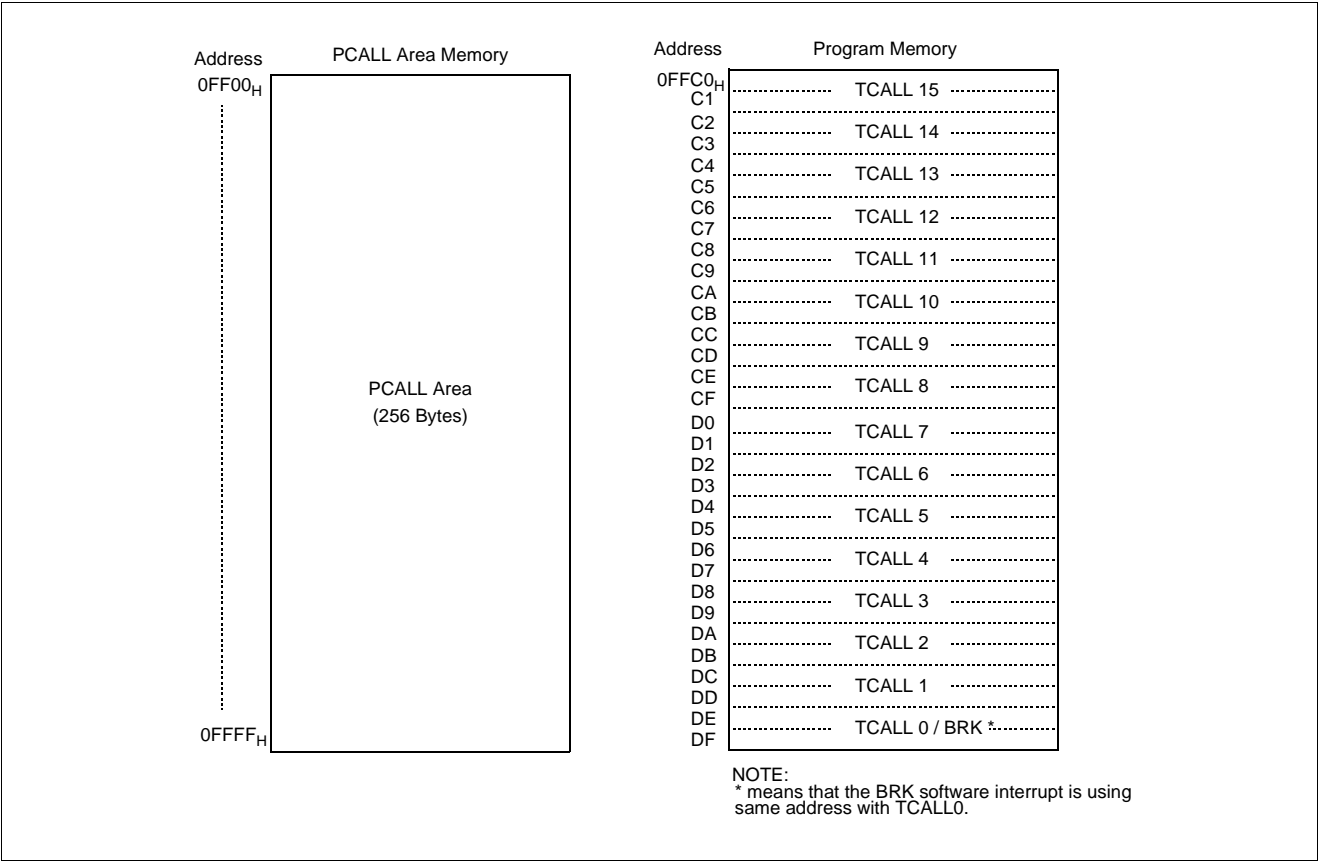 Address
PCALL Area Memory
0FF00H
PCALL Area
(256 Bytes)
0FFFFH
Address
Program Memory
0FFC0H
C1
TCALL 15
C2
C3
TCALL 14
C4
C5
TCALL 13
C6
C7
TCALL 12
C8
C9
TCALL 11
CA
CB
TCALL 10
CC
CD
TCALL 9
CE
CF
TCALL 8
D0
D1
TCALL 7
D2
D3
TCALL 6
D4
D5
TCALL 5
D6
D7
TCALL 4
D8
D9
TCALL 3
DA
DB
TCALL 2
DC
DD
TCALL 1
DE
DF
TCALL 0 / BRK *
NOTE:
* means that the BRK software interrupt is using
same address with TCALL0.